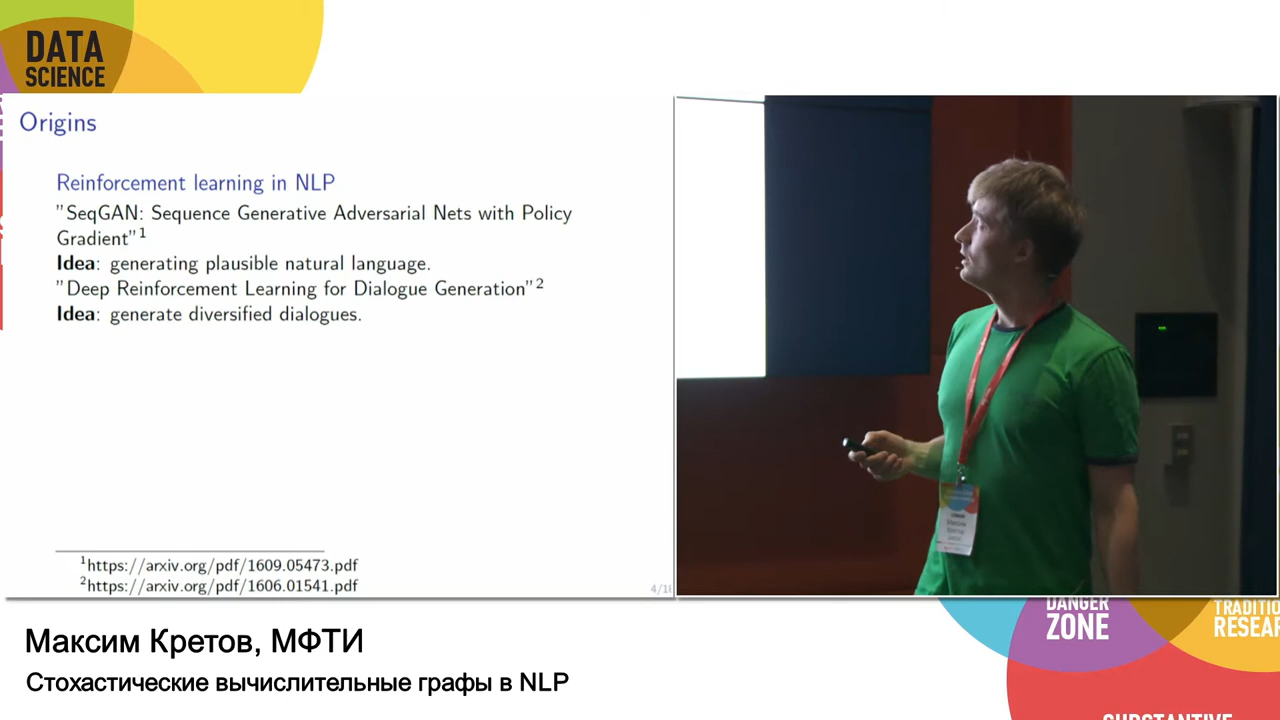 DATA
SCIENCE
Origins
Reinforcement learning in NLP
"SeqGAN: Sequence Generative Adversarial Nets with Policy
Gradient"1
Idea: generating plausible natural language.
"Deep Reinforcement Learning for Dialogue Generation"2
Idea: generate diversified dialogues.
1https://arxiv.org/pdf/1609.05473.pdf
2https://arxiv.org/pdf/1606.01541.pdf
Максим Кретов, МФТИ
Стохастические вычислительные графы в NLP
DANGER
ZONE
TRADITIO
RESEAR
SUBSTANTIVE